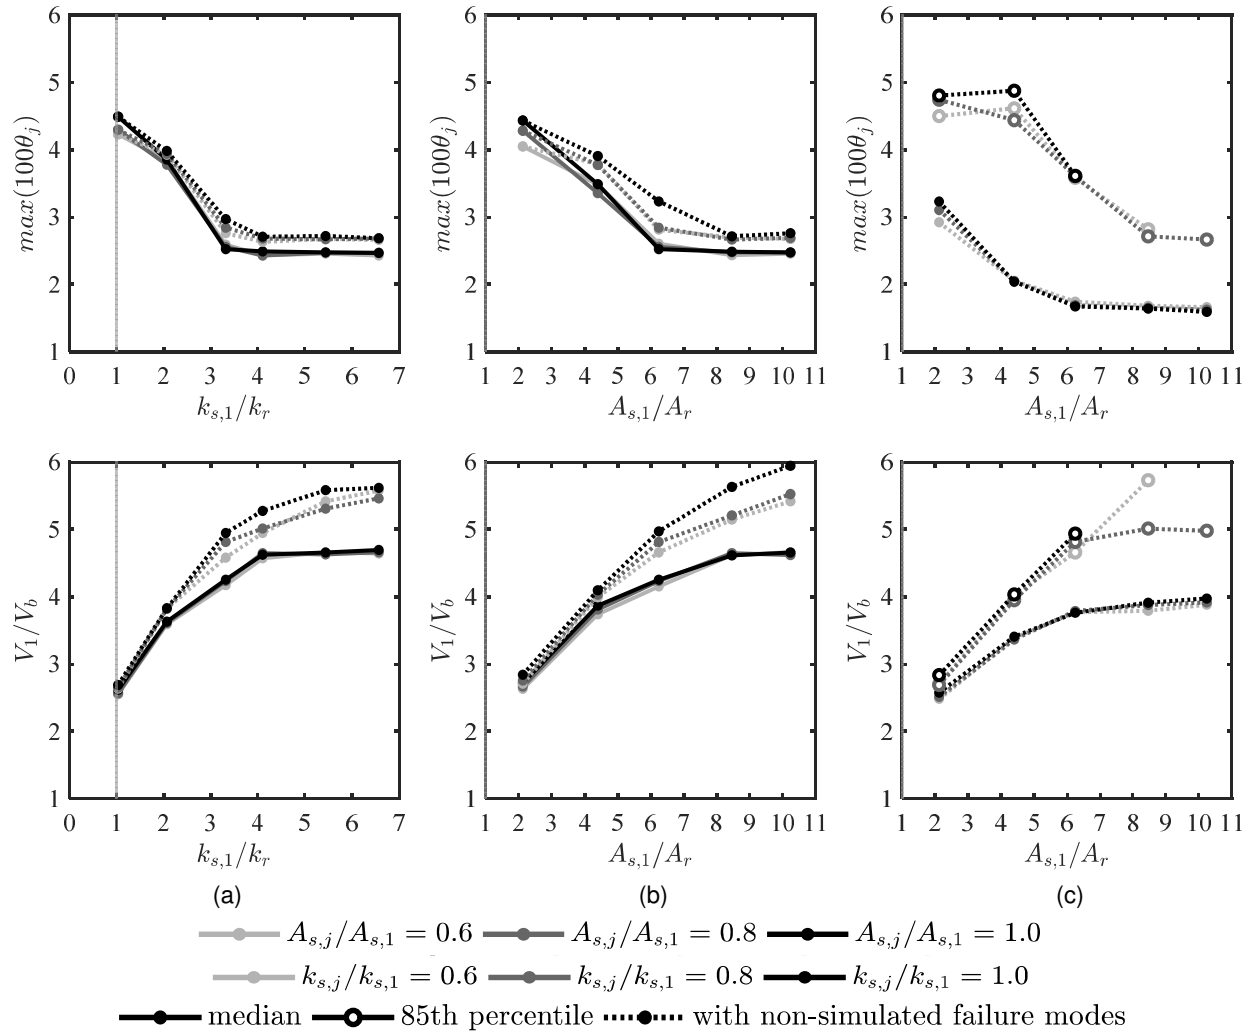 6 6 6
5 5 5
4 4 4
3 3 3
2 2 2
1 1 1
max(100θ_j) max(100θ_j) max(100θ_j)
0 1 2 3 4 5 6 7 1 2 3 4 5 6 7 8 9 10 11 1 2 3 4 5 6 7 8 9 10 11
k_{s,1}/k_r A_{s,1}/A_r A_{s,1}/A_r
6 6 6
5 5 5
4 4 4
3 3 3
2 2 2
1 1 1
V_1/V_b V_1/V_b V_1/V_b
0 1 2 3 4 5 6 7 1 2 3 4 5 6 7 8 9 10 11 1 2 3 4 5 6 7 8 9 10 11
k_{s,1}/k_r A_{s,1}/A_r A_{s,1}/A_r
(a) (b) (c)
A_{s,j}/A_{s,1} = 0.6 A_{s,j}/A_{s,1} = 0.8 A_{s,j}/A_{s,1} = 1.0
k_{s,j}/k_{s,1} = 0.6 k_{s,j}/k_{s,1} = 0.8 k_{s,j}/k_{s,1} = 1.0
median 85th percentile with non-simulated failure modes